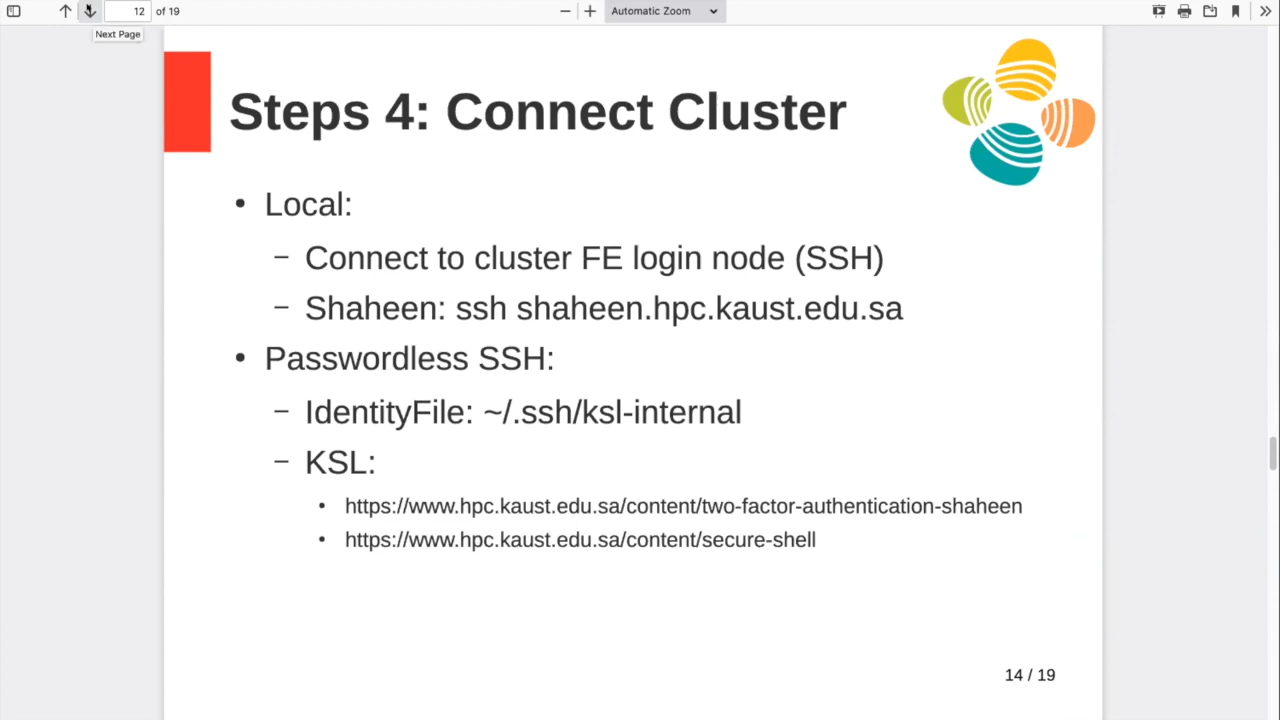 12 of 19
Automatic Zoom
Next Page
Steps 4: Connect Cluster
• Local:
– Connect to cluster FE login node (SSH)
– Shaheen: ssh shaheen.hpc.kaust.edu.sa
• Passwordless SSH:
– IdentityFile: ~/.ssh/ksl-internal
– KSL:
• https://www.hpc.kaust.edu.sa/content/two-factor-authentication-shaheen
• https://www.hpc.kaust.edu.sa/content/secure-shell
14 / 19